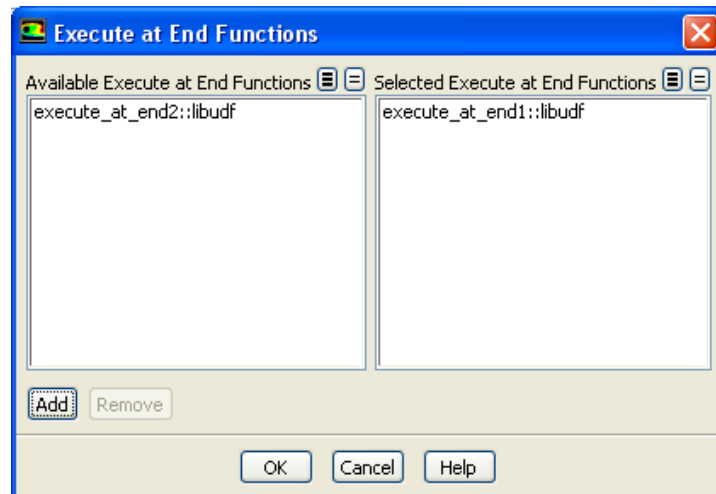 Execute at End Functions
Available Execute at End Functions
Selected Execute at End Functions
execute_at_end2::libudf
execute_at_end1::libudf
Add
Remove
OK
Cancel
Help